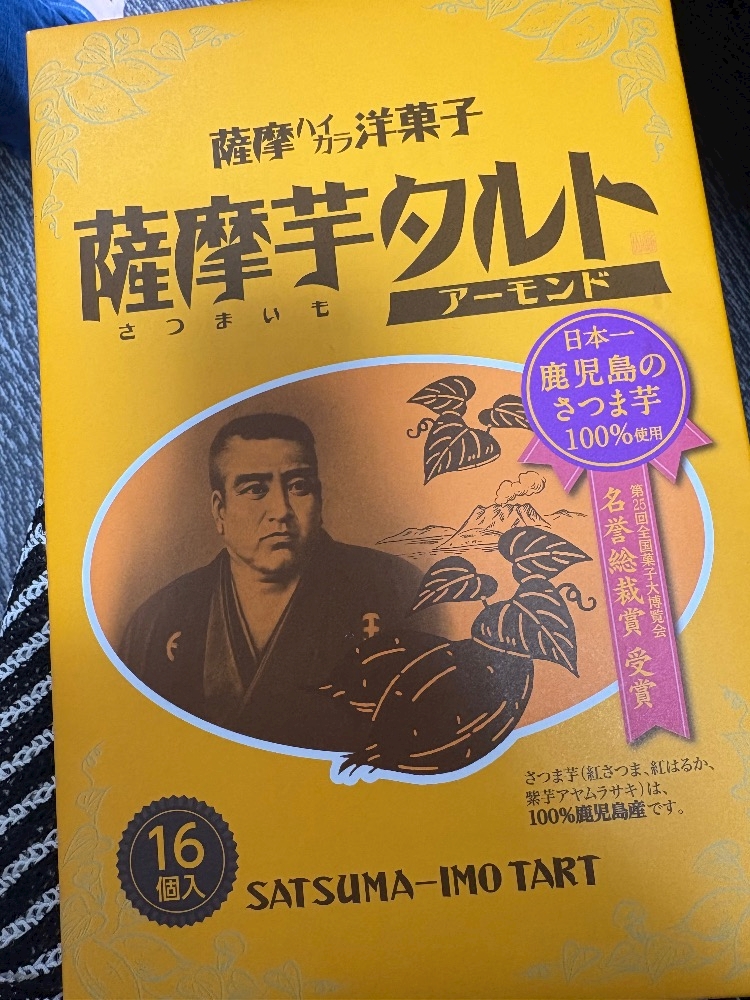 薩摩ハイカラ洋菓子
薩摩芋タルト
さつまいも
アーモンド
日本一
鹿児島の
さつま芋
100%使用
第25回全国菓子大博覧会
名誉総裁賞 受賞
さつま芋(紅さつま、紅はるか、
紫芋アヤムラサキ)は、
100%鹿児島産です。
16
個入
SATSUMA-IMO TART